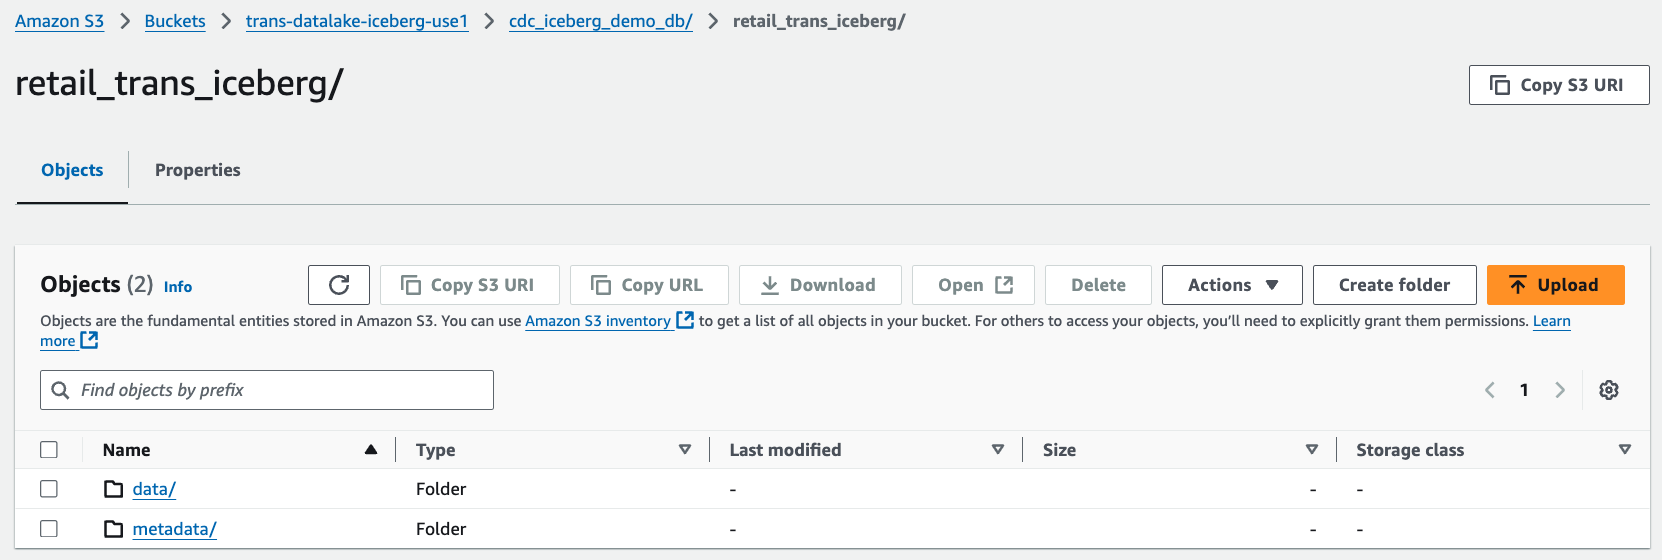 Amazon S3 > Buckets > trans-datalake-iceberg-use1 > cdc_iceberg_demo_db/ > retail_trans_iceberg/
retail_trans_iceberg/
Copy S3 URI
Objects
Properties
Objects (2) Info
Copy S3 URI
Copy URL
Download
Open
Delete
Actions
Create folder
Upload
Objects are the fundamental entities stored in Amazon S3. You can use Amazon S3 inventory to get a list of all objects in your bucket. For others to access your objects, you’ll need to explicitly grant them permissions. Learn
more
Find objects by prefix
1
Name Type Last modified Size Storage class
data/ Folder - - -
metadata/ Folder - - -